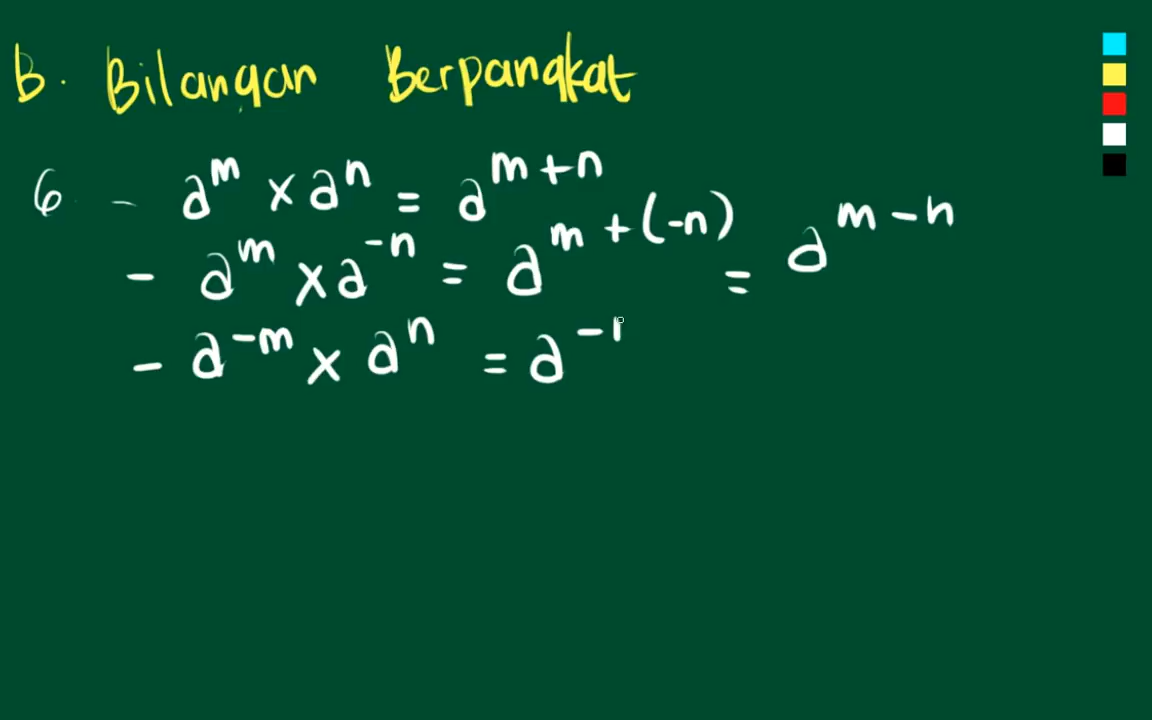 B. Bilangan Berpangkat
6 - a^m × a^n = a^{m+n}
- a^m × a^{-n} = a^{m+(-n)} = a^{m-n}
- a^{-m} × a^n = a^-